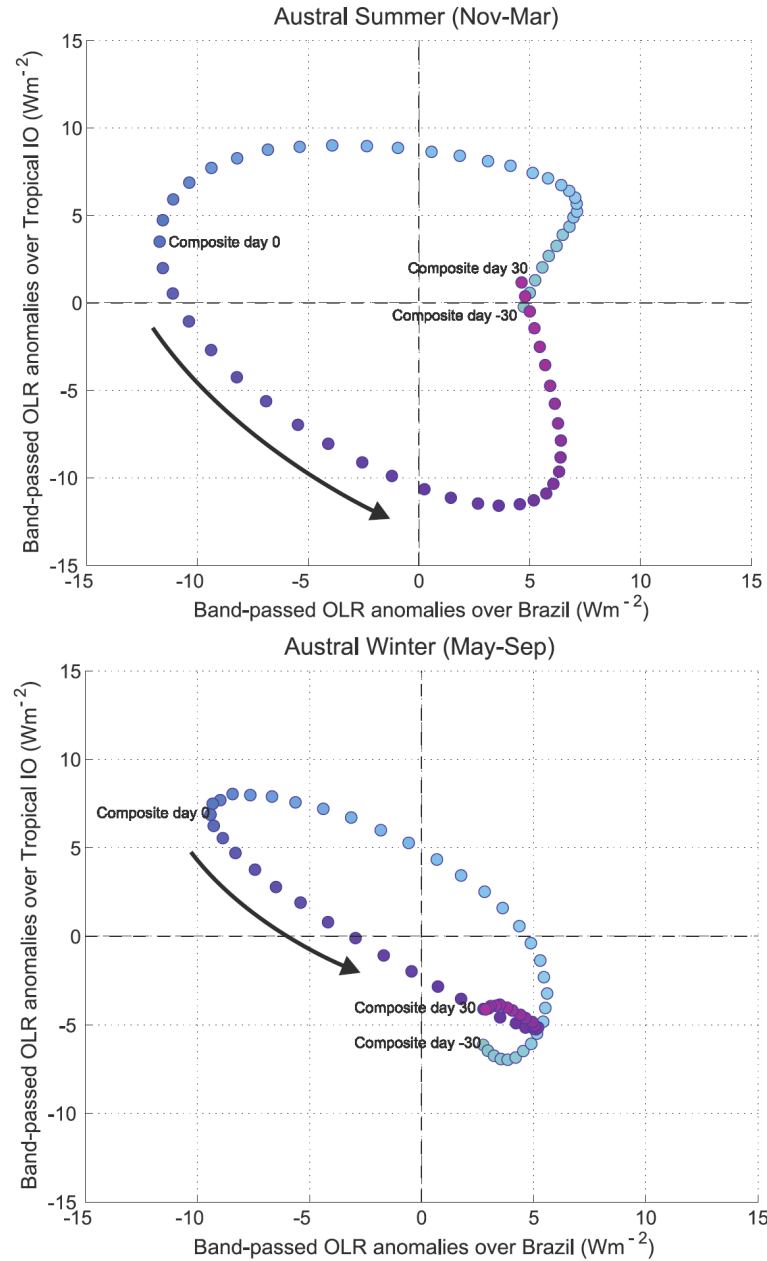 Austral Summer (Nov-Mar)
Band-passed OLR anomalies over Tropical IO (Wm⁻²)
15
10
5
0
-5
-10
-15
Composite day 0
Composite day 30
Composite day -30
-15 -10 -5 0 5 10 15
Band-passed OLR anomalies over Brazil (Wm⁻²)
Austral Winter (May-Sep)
Band-passed OLR anomalies over Tropical IO (Wm⁻²)
15
10
5
0
-5
-10
-15
Composite day 0
Composite day 30
Composite day -30
-15 -10 -5 0 5 10 15
Band-passed OLR anomalies over Brazil (Wm⁻²)